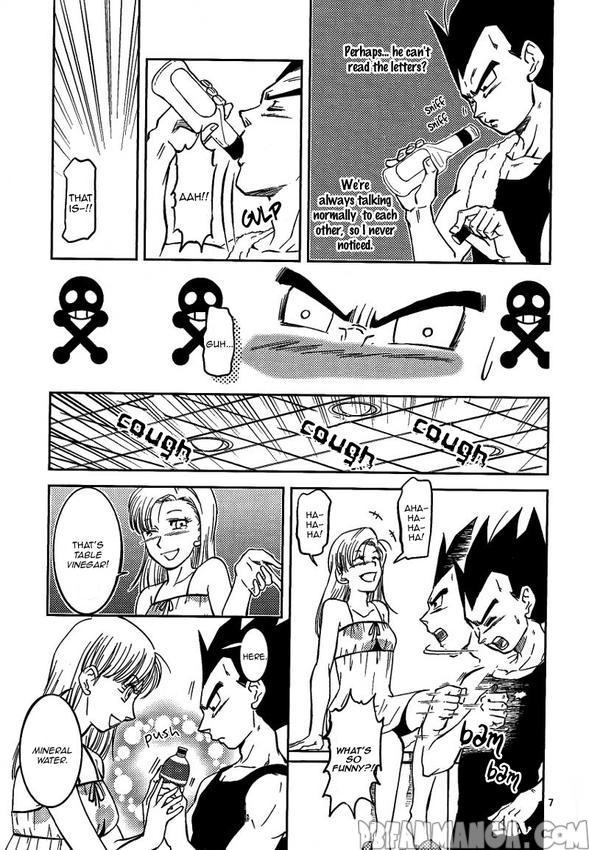 Perhaps... he can't
read the letters?
sniff
sniff
We're
always talking
normally to each
other, so I never
noticed.
AAH!!
GULP
THAT
IS-!!
GUH...
cough
cough
cough
AHA-
HA-
HA-
HA!
HA-
HA-
HA-
HA!
WHAT'S
SO
FUNNY?!
bam
bam
THAT'S
TABLE
VINEGAR!
HERE.
push
MINERAL
WATER.
7
DBFANMANGA.COM